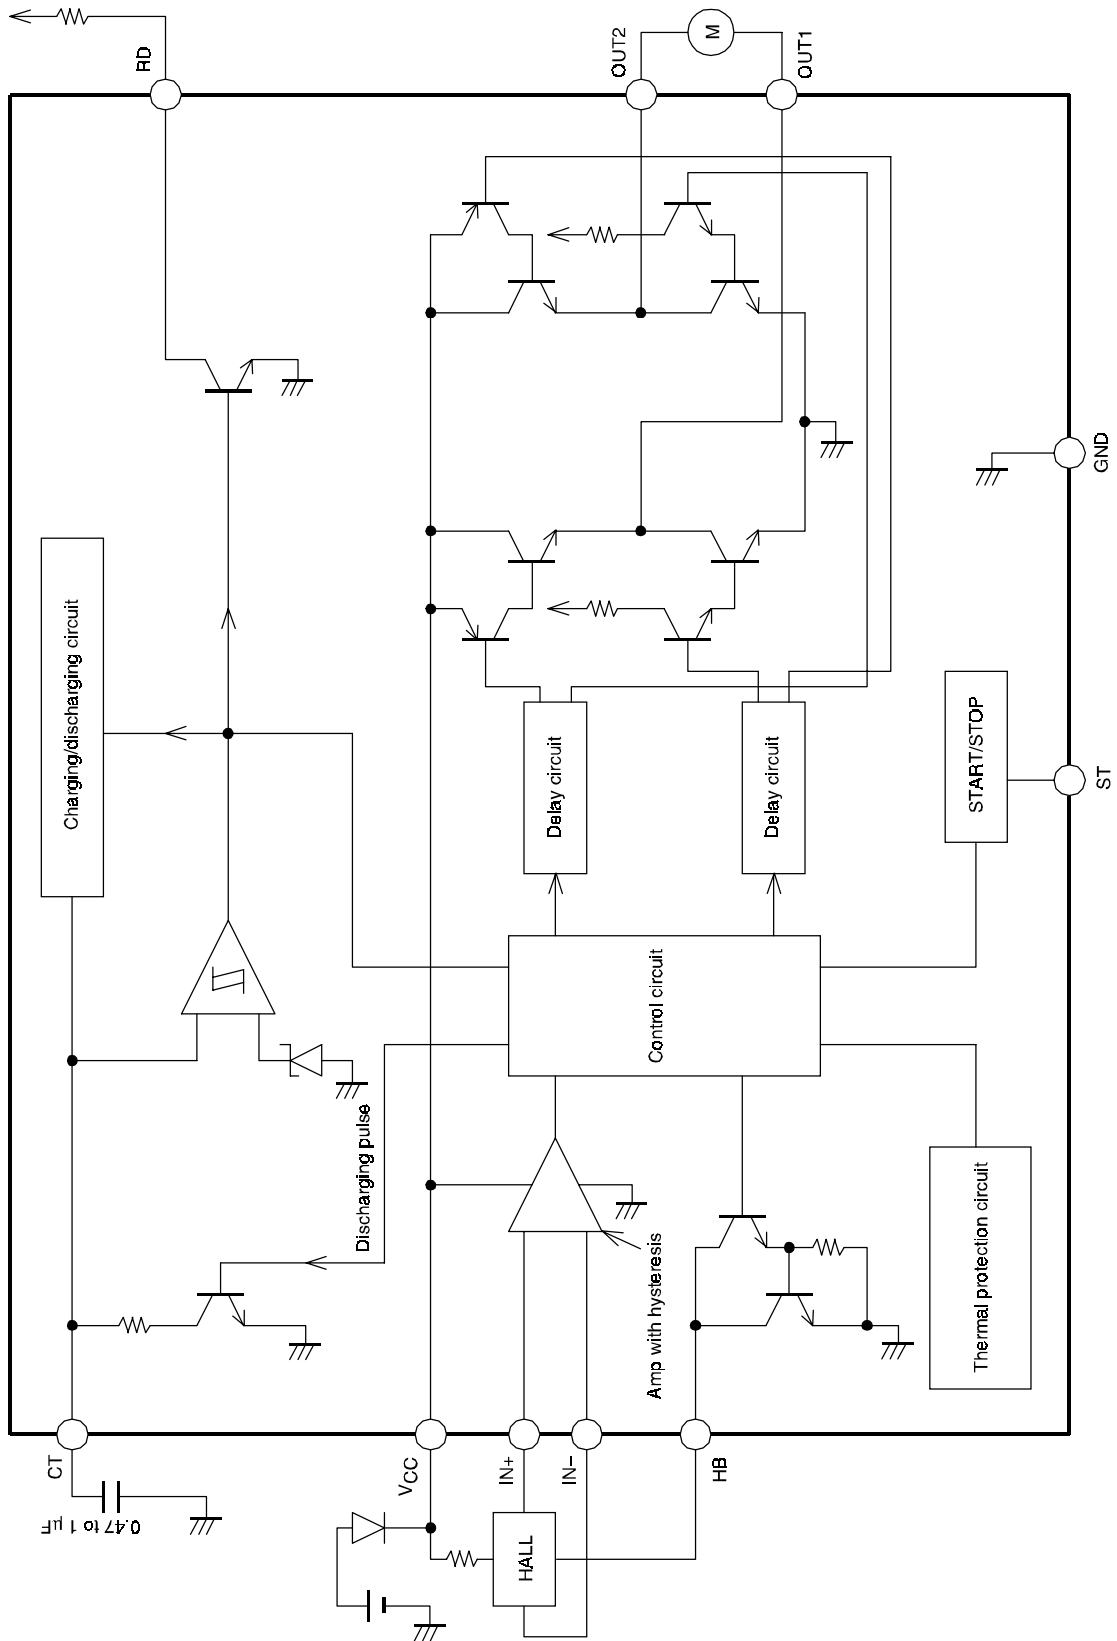 RD
OUT2
M
OUT1
Charging/discharging circuit
GND
Delay circuit
Delay circuit
START/STOP
ST
Control circuit
Discharging pulse
Amp with hysteresis
Thermal protection circuit
CT
VCC
IN+
IN–
HB
0.47 to 1 µF
HALL